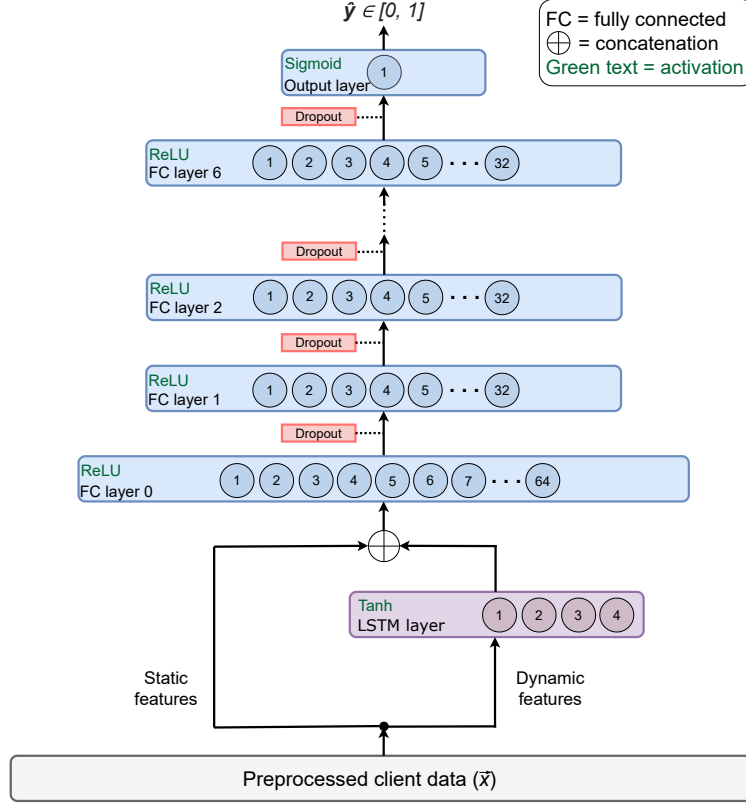 ŷ ∈ [0, 1]
FC = fully connected
⊕ = concatenation
Green text = activation
Sigmoid
Output layer
1
Dropout
ReLU
FC layer 6
1 2 3 4 5 · · · 32
Dropout
ReLU
FC layer 2
1 2 3 4 5 · · · 32
Dropout
ReLU
FC layer 1
1 2 3 4 5 · · · 32
Dropout
ReLU
FC layer 0
1 2 3 4 5 6 7 · · · 64
Tanh
LSTM layer
1 2 3 4
Static
features
Dynamic
features
Preprocessed client data (x⃗)